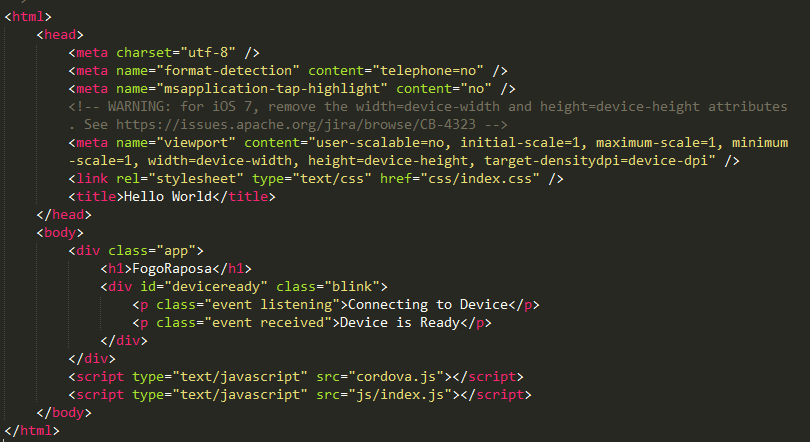 <html>
<head>
<meta charset="utf-8" />
<meta name="format-detection" content="telephone=no" />
<meta name="msapplication-tap-highlight" content="no" />
<!-- WARNING: for iOS 7, remove the width=device-width and height=device-height attributes
. See https://issues.apache.org/jira/browse/CB-4323 -->
<meta name="viewport" content="user-scalable=no, initial-scale=1, maximum-scale=1, minimum
-scale=1, width=device-width, height=device-height, target-densitydpi=device-dpi" />
<link rel="stylesheet" type="text/css" href="css/index.css" />
<title>Hello World</title>
</head>
<body>
<div class="app">
<h1>FogoRaposa</h1>
<div id="deviceready" class="blink">
<p class="event listening">Connecting to Device</p>
<p class="event received">Device is Ready</p>
</div>
</div>
<script type="text/javascript" src="cordova.js"></script>
<script type="text/javascript" src="js/index.js"></script>
</body>
</html>